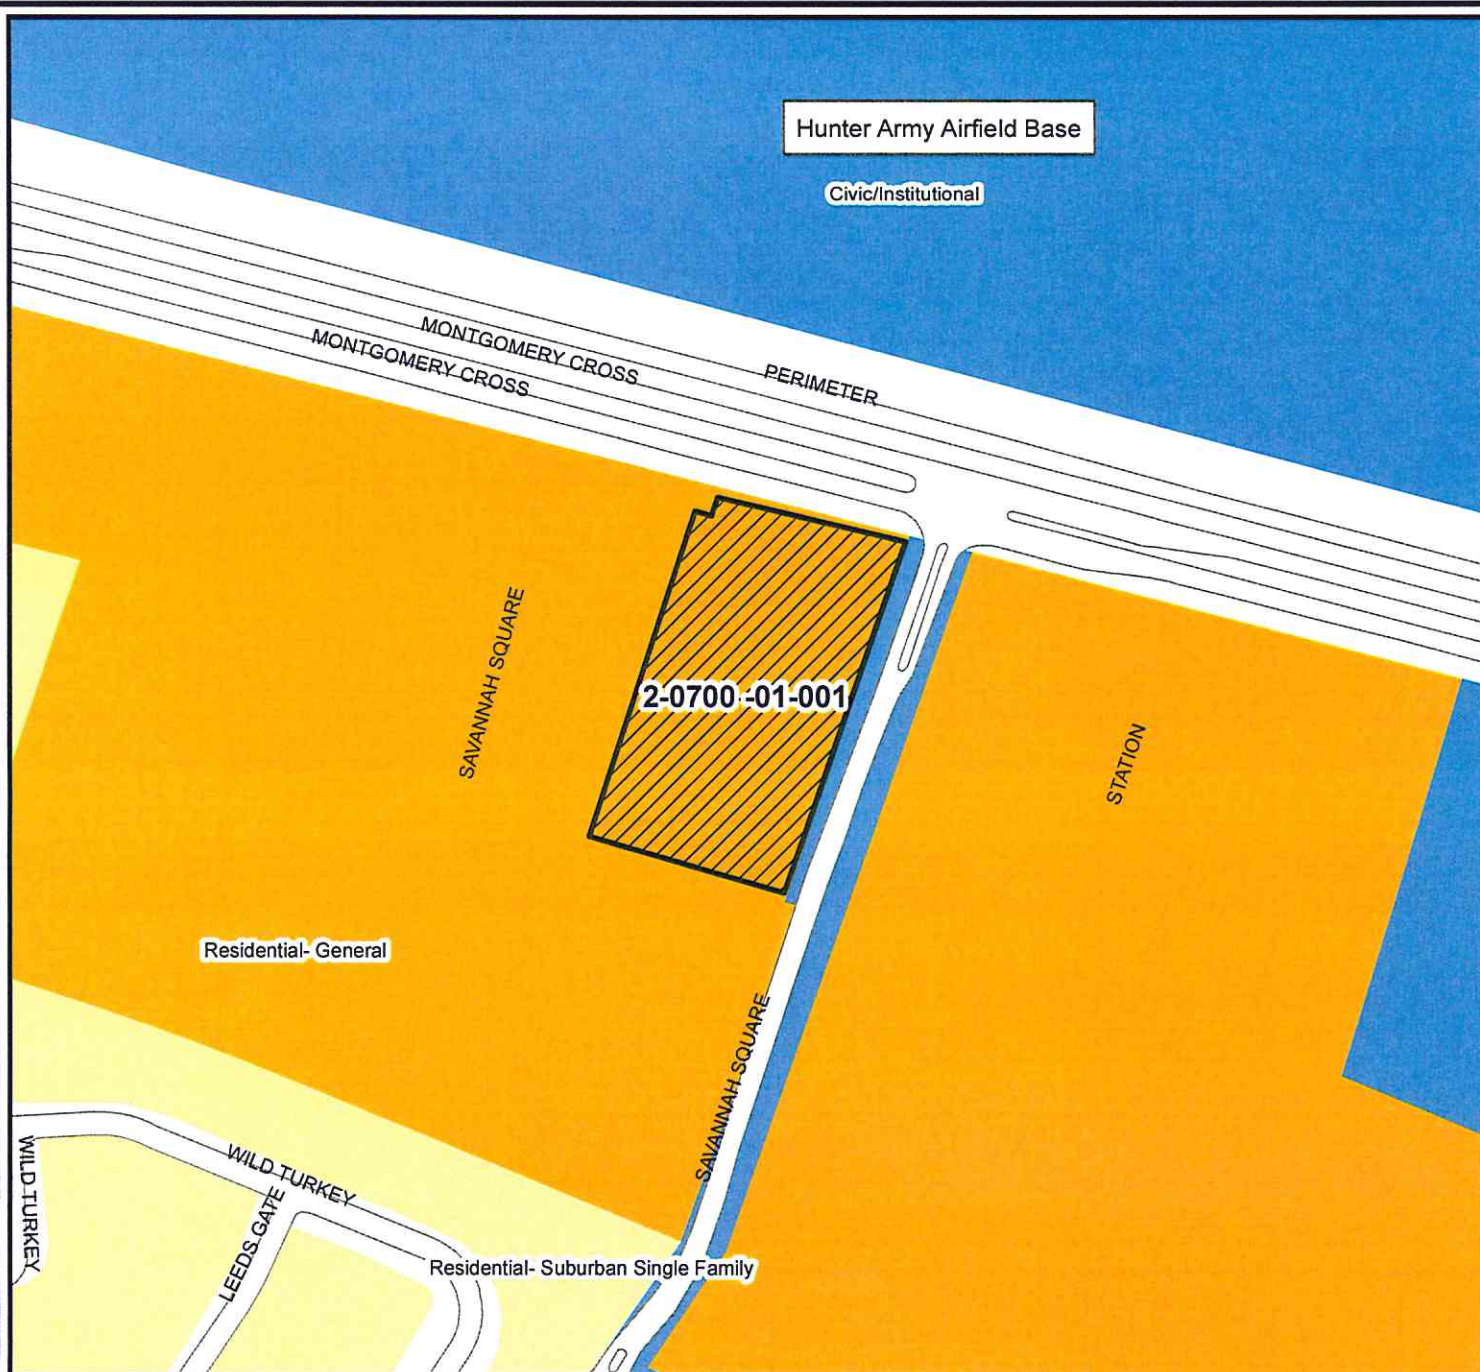 Hunter Army Airfield Base
Civic/Institutional
MONTGOMERY CROSS
MONTGOMERY CROSS
PERIMETER
SAVANNAH SQUARE
2-0700 -01-001
STATION
Residential- General
SAVANNAH SQUARE
WILD TURKEY
WILD TURKEY
LEEDS GATE
Residential- Suburban Single Family